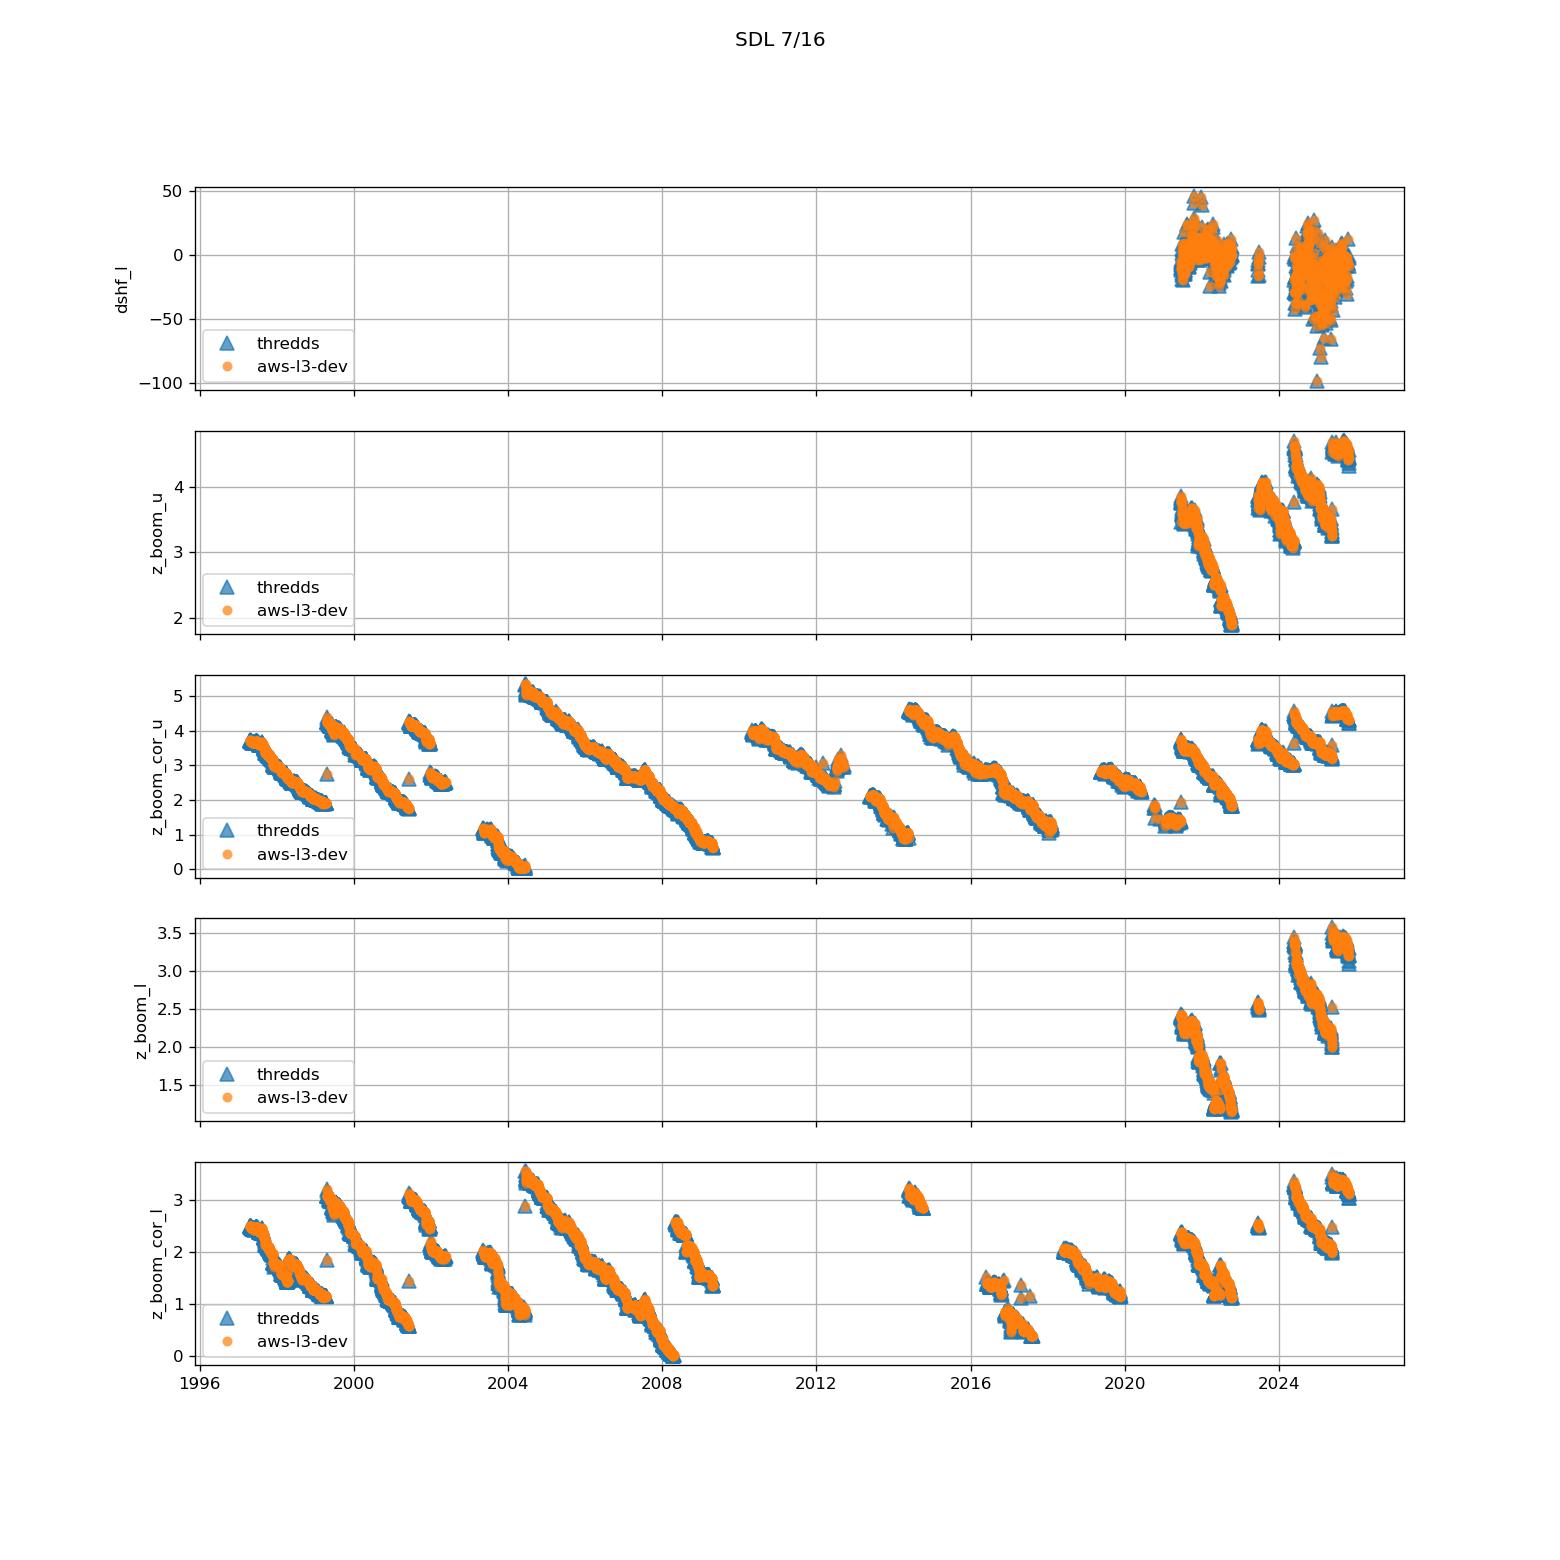 SDL 7/16
50
0
−50
−100
dshf_l
thredds
aws-l3-dev
4
3
2
z_boom_u
thredds
aws-l3-dev
5
4
3
2
1
0
z_boom_cor_u
thredds
aws-l3-dev
3.5
3.0
2.5
2.0
1.5
z_boom_l
thredds
aws-l3-dev
3
2
1
0
z_boom_cor_l
thredds
aws-l3-dev
1996 2000 2004 2008 2012 2016 2020 2024